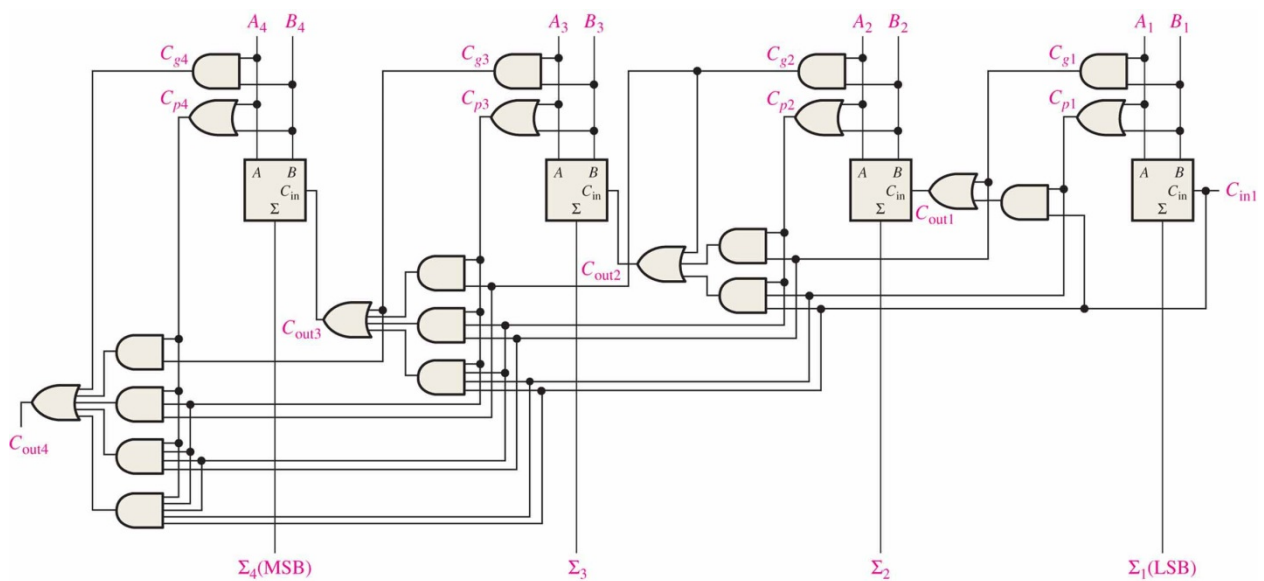 A4 B4 A3 B3 A2 B2 A1 B1
Cg4 Cg3 Cg2 Cg1
Cp4 Cp3 Cp2 Cp1
A B A B A B A B
Cin Cin Cin Cin Cin1
Σ Σ Σ Σ
Cout1
Cout2
Cout3
Cout4
Σ4(MSB) Σ3 Σ2 Σ1(LSB)